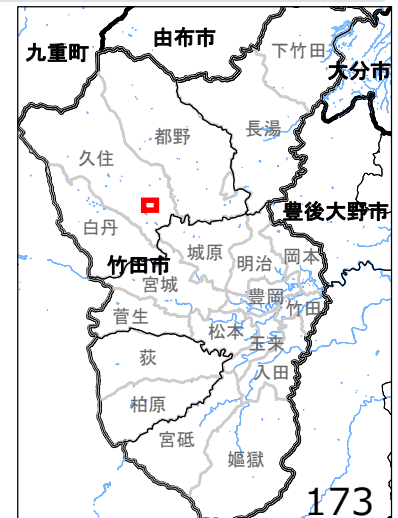 由布市
九重町
下竹田
大分市
長湯
都野
久住
豊後大野市
白丹
城原
岡本
明治
竹田市
宮城
豊岡
竹田
菅生
松本
玉来
荻
入田
柏原
宮砥
嫗獄
173